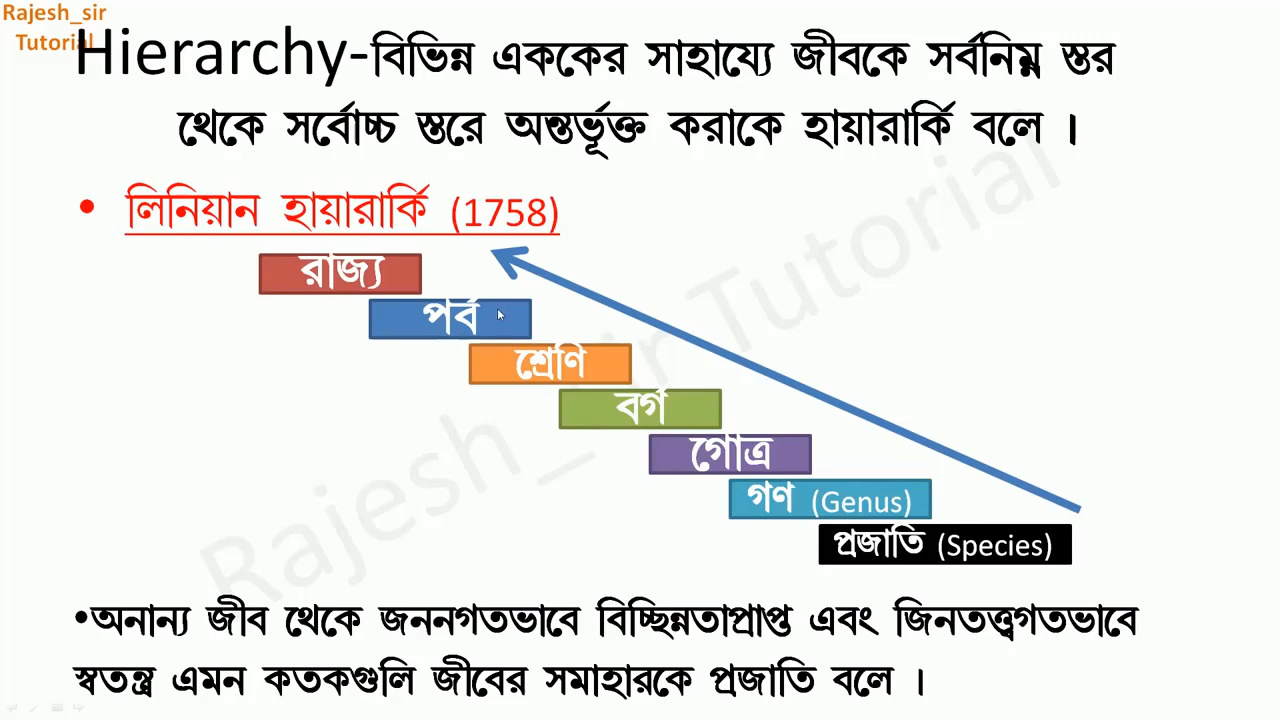 Rajesh_sir
Tutorial
Hierarchy-বিভিন্ন এককের সাহায্যে জীবকে সর্বনিম্ন স্তর
থেকে সর্বোচ্চ স্তরে অন্তর্ভূক্ত করাকে হায়ারার্কি বলে ।
• লিনিয়ান হায়ারার্কি (1758)
রাজ্য
পর্ব
শ্রেণি
বর্গ
গোত্র
গণ (Genus)
প্রজাতি (Species)
Rajesh_sir Tutorial
•অনান্য জীব থেকে জননগতভাবে বিচ্ছিন্নতাপ্রাপ্ত এবং জিনতত্ত্বগতভাবে
স্বতন্ত্র এমন কতকগুলি জীবের সমাহারকে প্রজাতি বলে ।